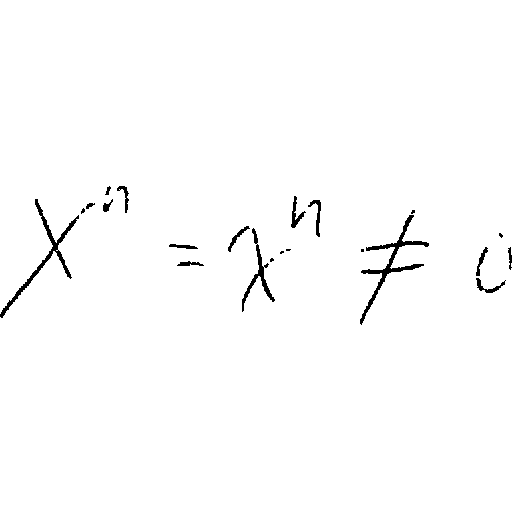 X^n = x^n ≠ 0